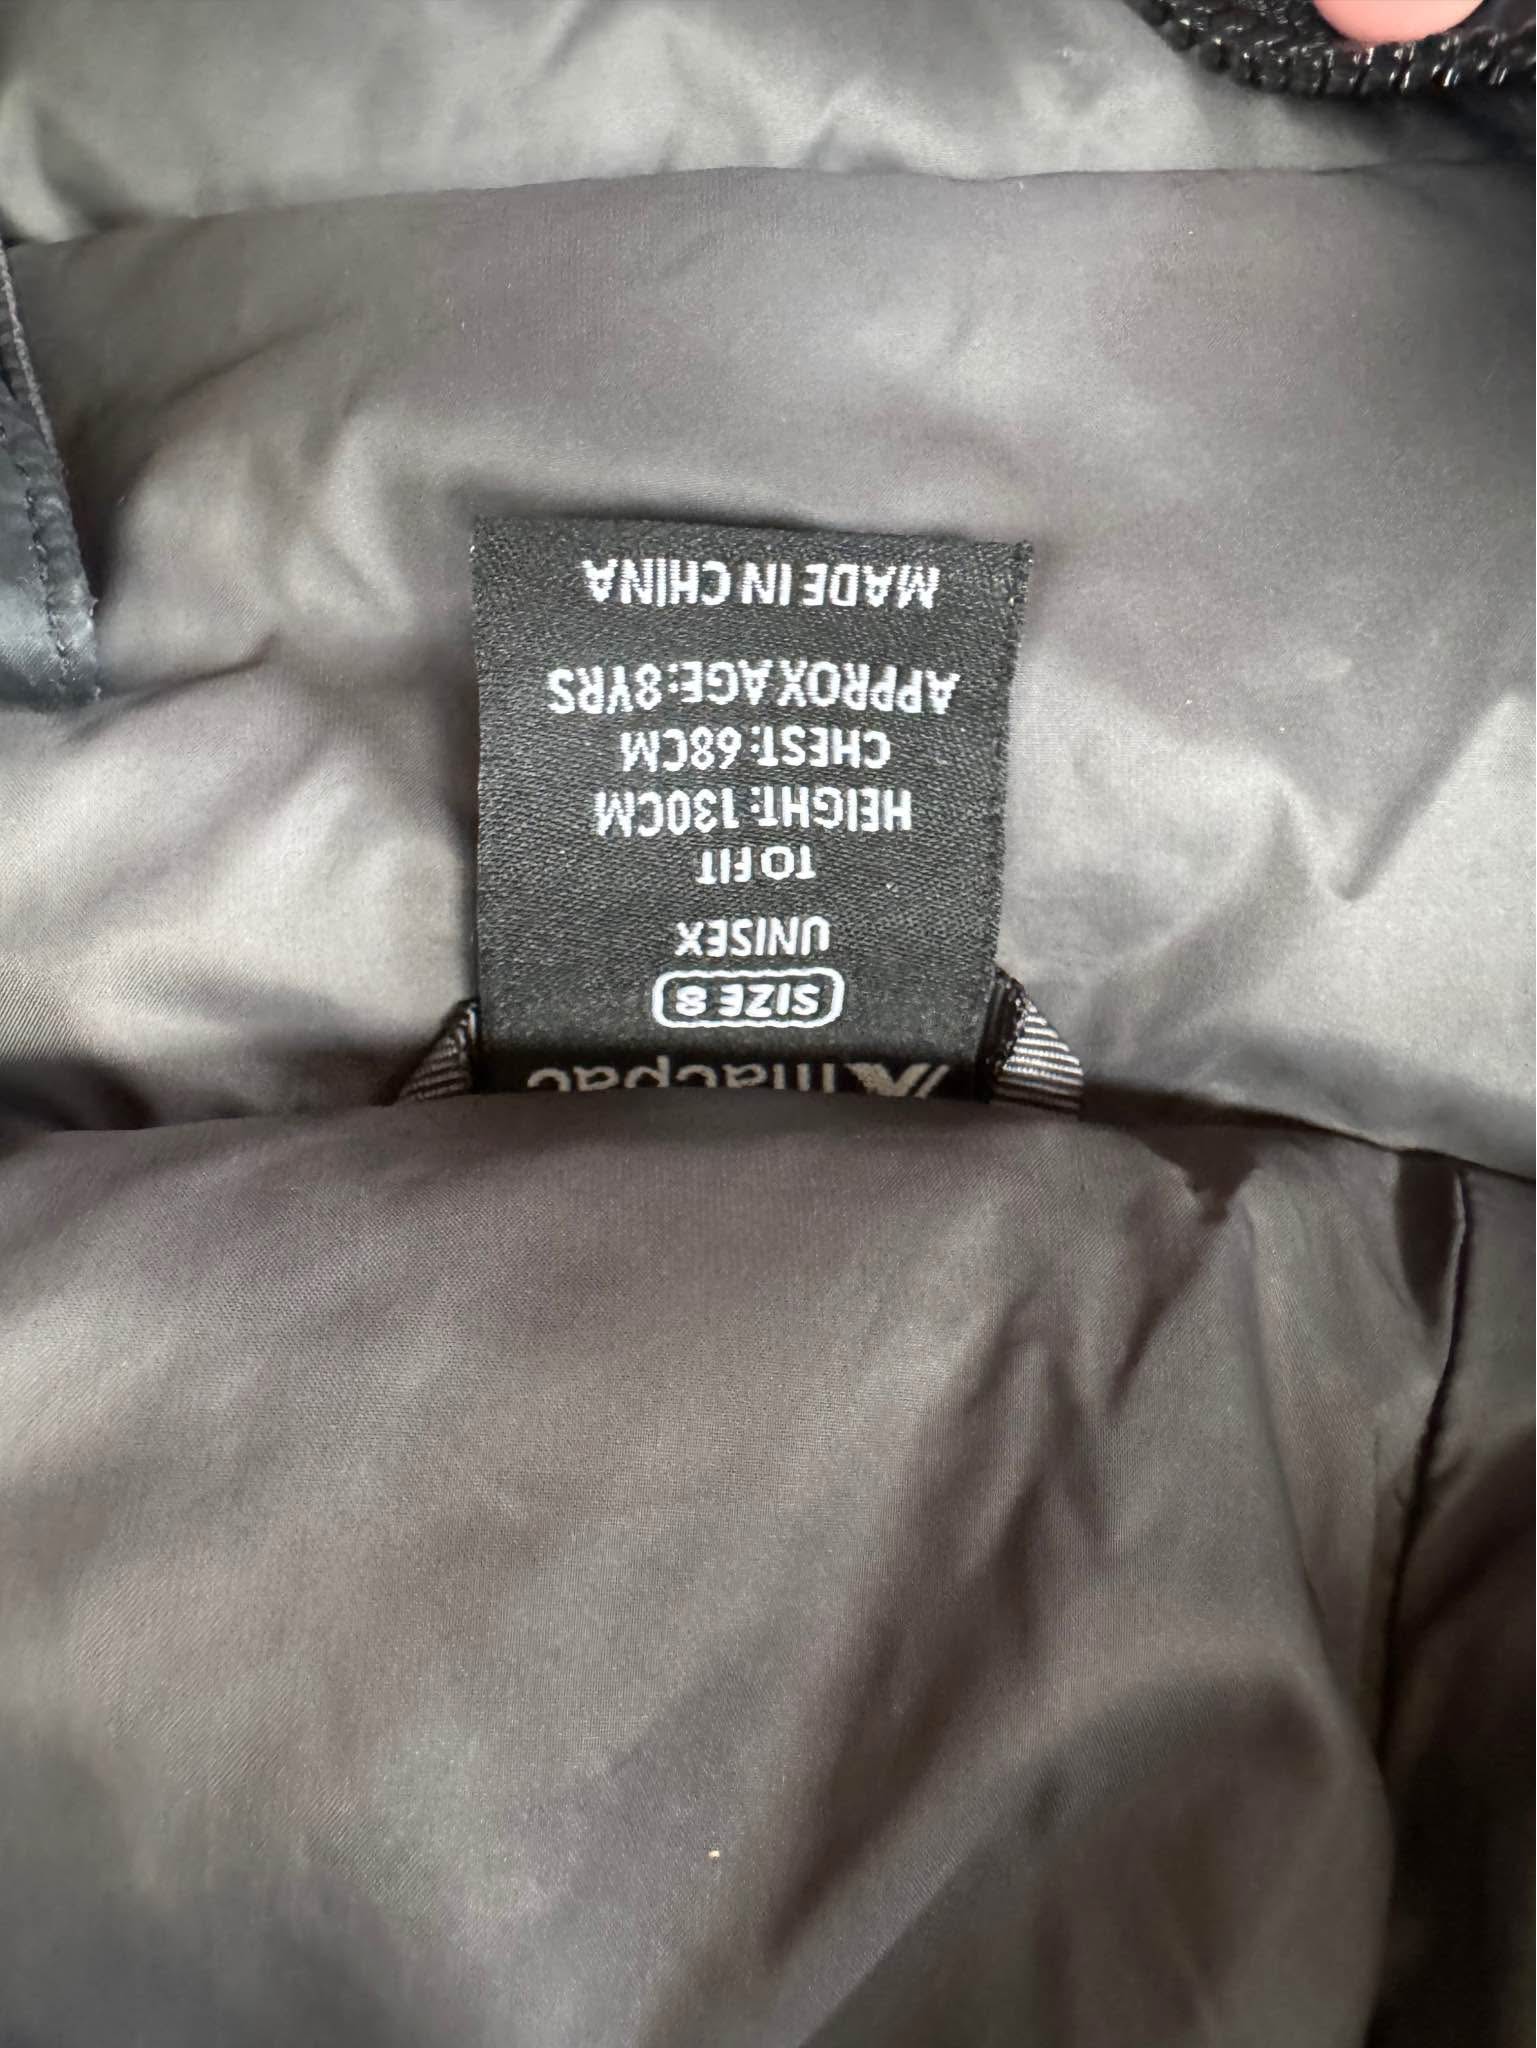 macpac
SIZE 8
UNISEX
TO FIT
HEIGHT: 130CM
CHEST: 68CM
APPROX AGE: 8YRS
MADE IN CHINA